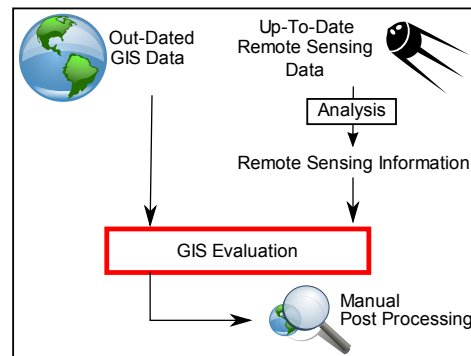 Out-Dated
GIS Data
Up-To-Date
Remote Sensing
Data
Analysis
Remote Sensing Information
GIS Evaluation
Manual
Post Processing